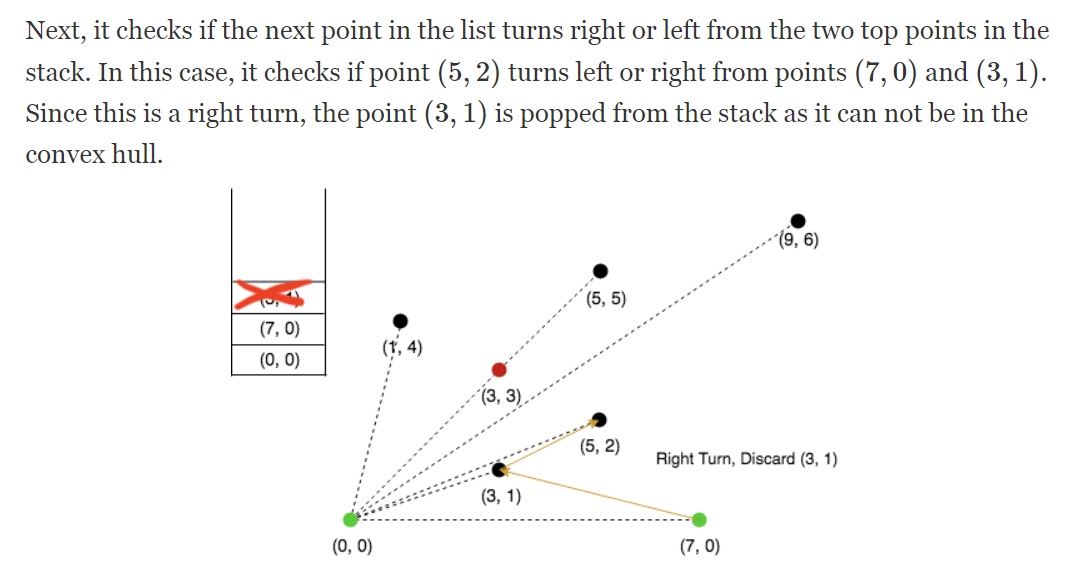 Next, it checks if the next point in the list turns right or left from the two top points in the
stack. In this case, it checks if point (5, 2) turns left or right from points (7, 0) and (3, 1).
Since this is a right turn, the point (3, 1) is popped from the stack as it can not be in the
convex hull.
(9, 6)
(5, 5)
(7, 0)
(1, 4)
(0, 0)
(3, 3)
(5, 2)
Right Turn, Discard (3, 1)
(3, 1)
(0, 0)
(7, 0)